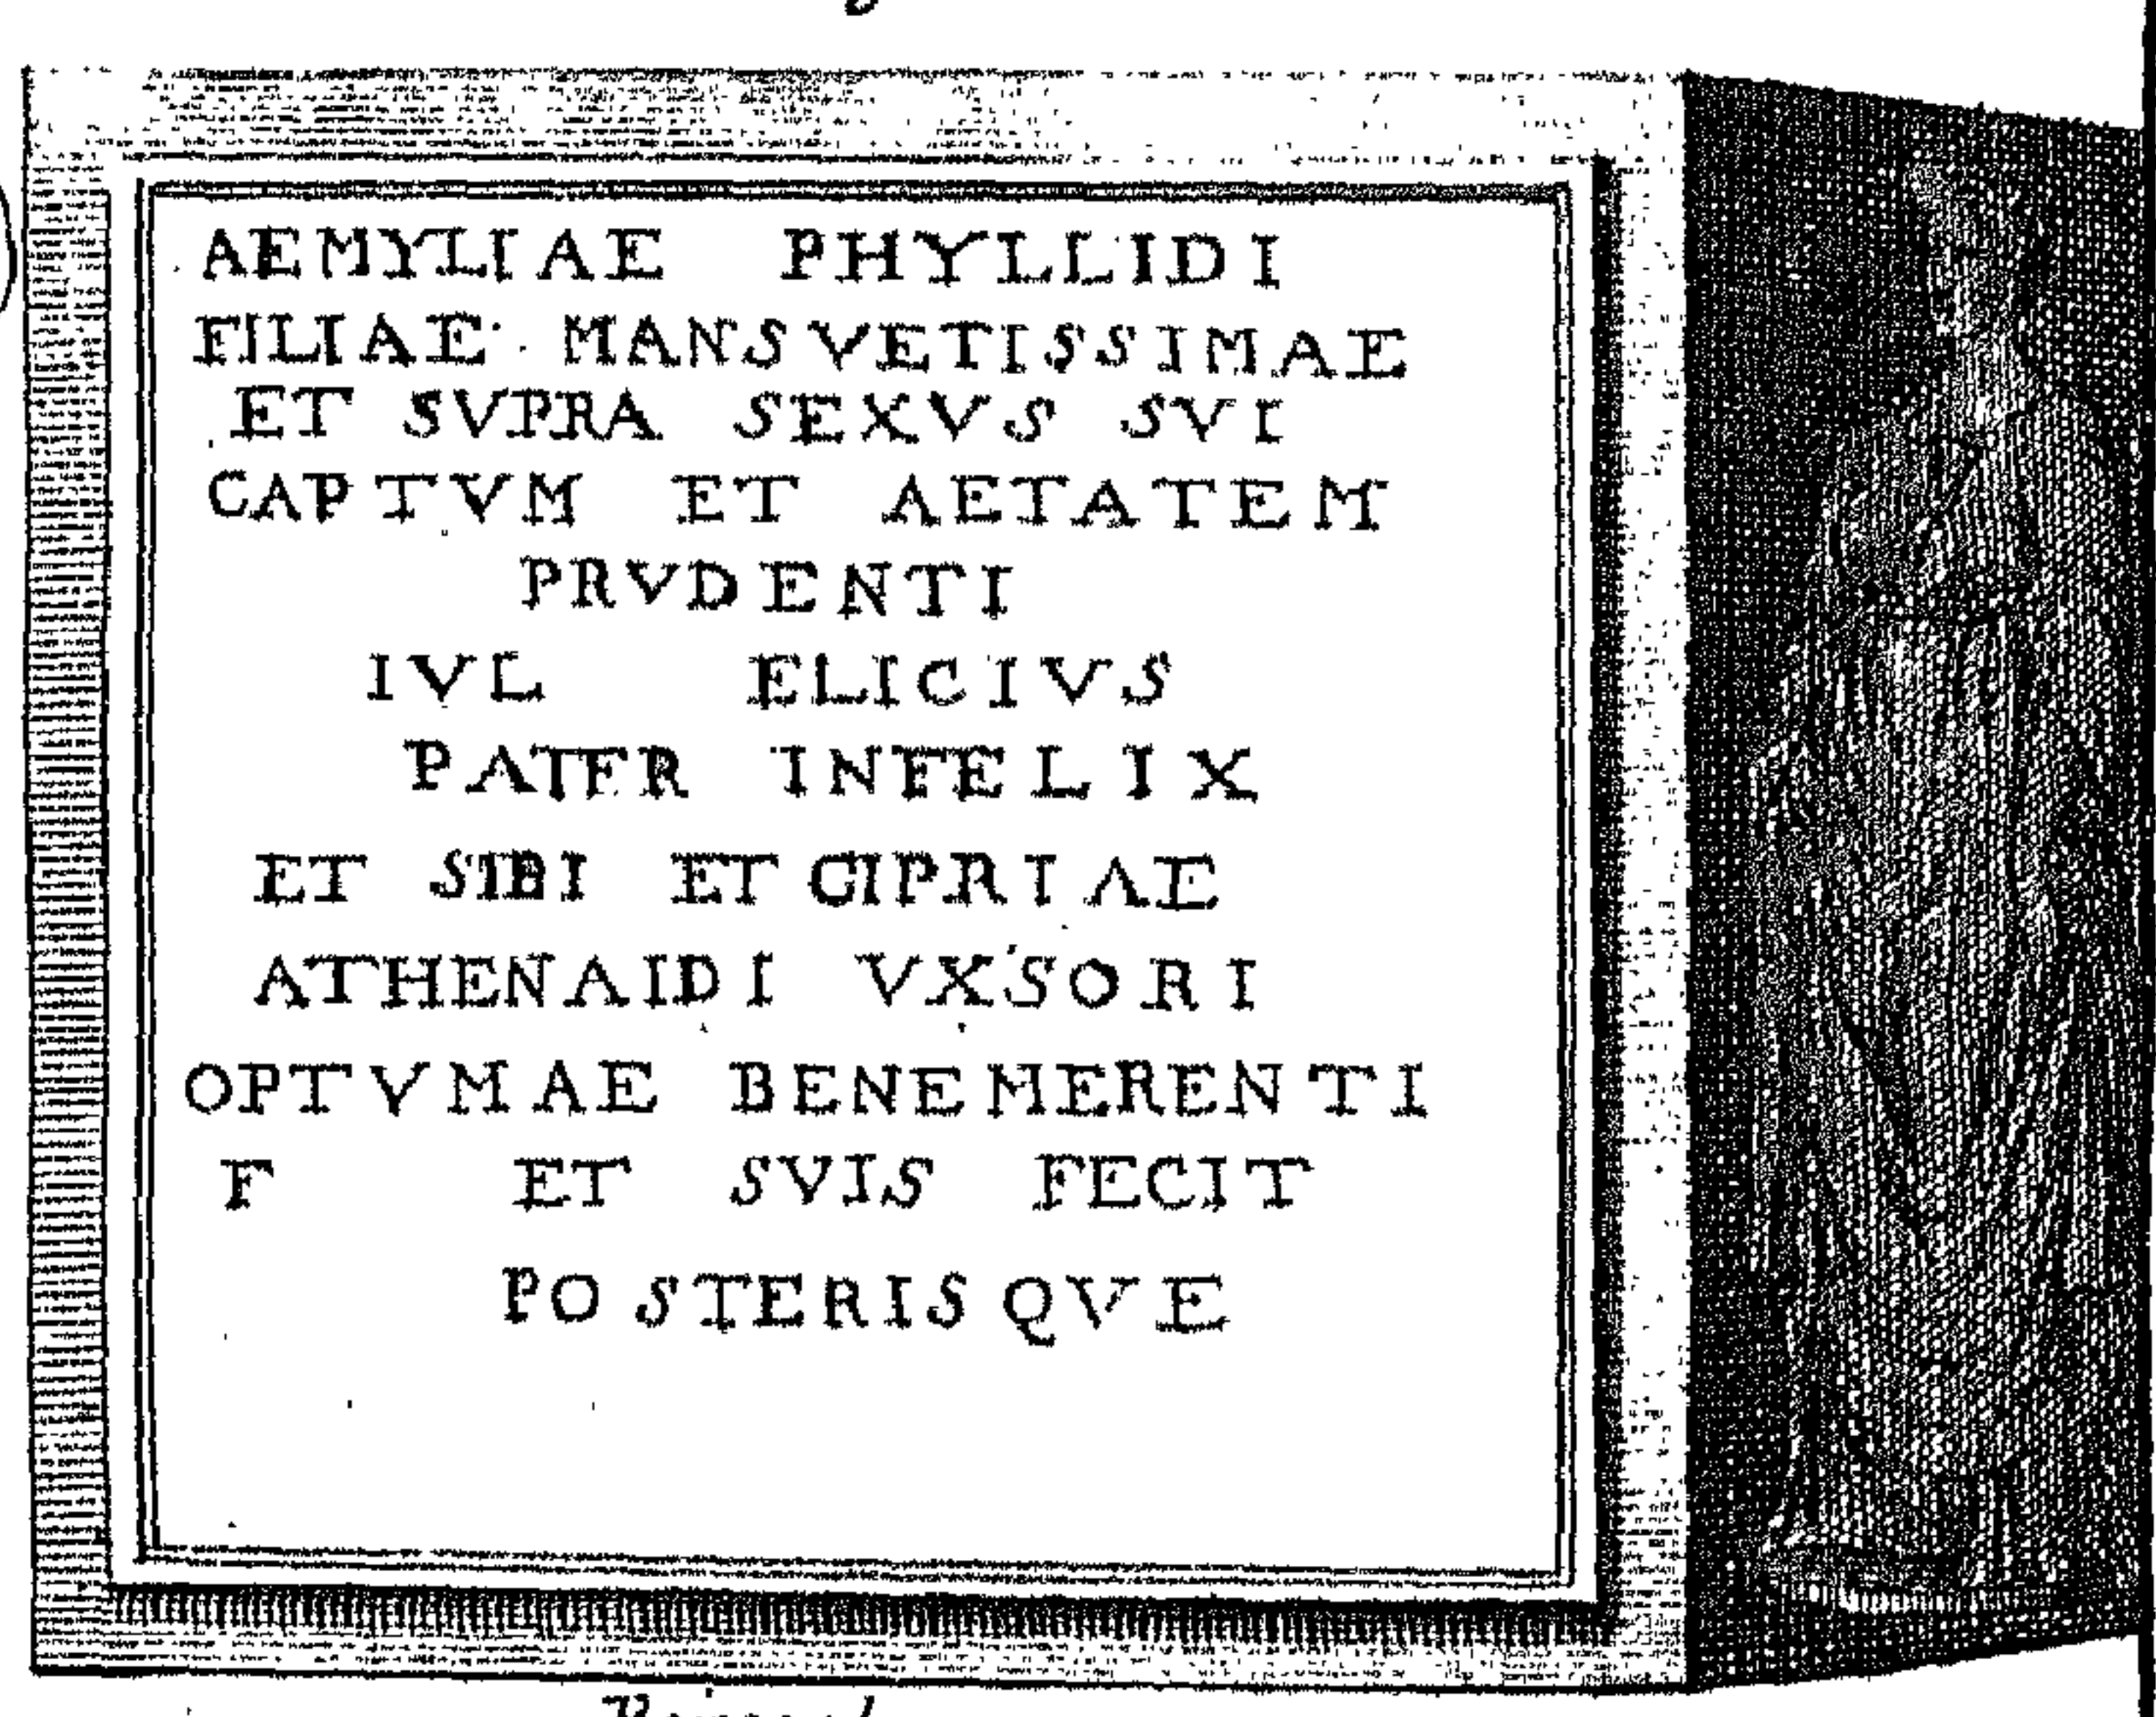 AEMYLIAE PHYLLIDI
FILIAE MANSVETISSIMAE
ET SVPRA SEXVS SVI
CAPTVM ET AETATEM
PRVDENTI
IVL ELICIVS
PATER INFELIX
ET SIBI ET CIPRIAE
ATHENAIDI VXSORI
OPTVMAE BENEMERENTI
F ET SVIS FECIT
POSTERISQVE